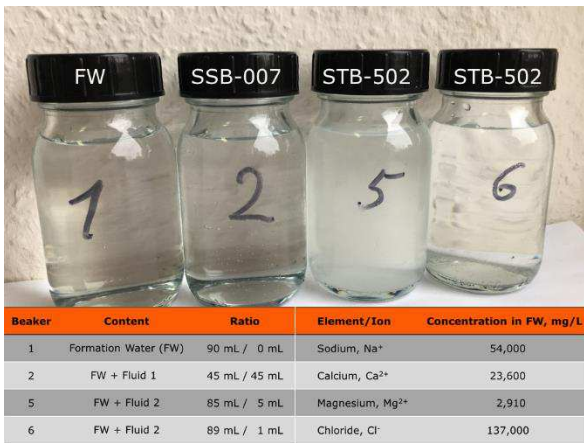 FW SSB-007 STB-502 STB-502
1 2 5 6
Beaker Content Ratio Element/Ion Concentration in FW, mg/L
1 Formation Water (FW) 90 mL / 0 mL Sodium, Na⁺ 54,000
2 FW + Fluid 1 45 mL / 45 mL Calcium, Ca²⁺ 23,600
5 FW + Fluid 2 85 mL / 5 mL Magnesium, Mg²⁺ 2,910
6 FW + Fluid 2 89 mL / 1 mL Chloride, Cl⁻ 137,000